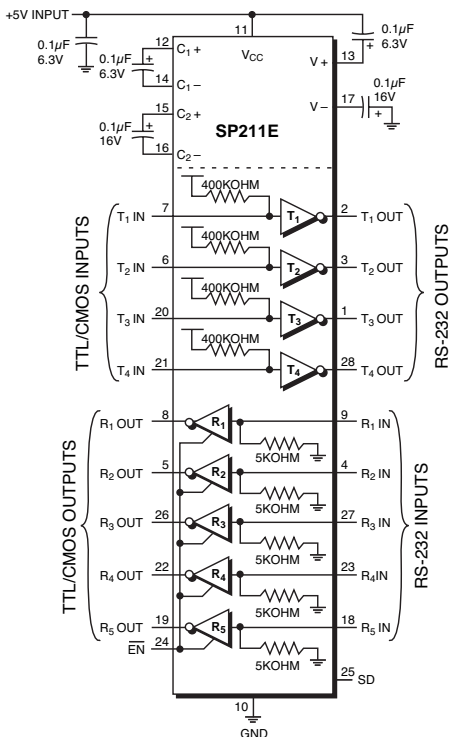 +5V INPUT
11
VCC
0.1µF
6.3V
12
C1 +
0.1µF
6.3V
+
14
C1 –
15
C2 +
0.1µF
16V
+
16
C2 –
V +
13
+
0.1µF
6.3V
V –
17
+
0.1µF
16V
SP211E
TTL/CMOS INPUTS
RS-232 OUTPUTS
400KOHM
T1 IN 7 T1 2 T1 OUT
400KOHM
T2 IN 6 T2 3 T2 OUT
400KOHM
T3 IN 20 T3 1 T3 OUT
400KOHM
T4 IN 21 T4 28 T4 OUT
TTL/CMOS OUTPUTS
RS-232 INPUTS
R1 OUT 8 R1 9 R1 IN
5KOHM
R2 OUT 5 R2 4 R2 IN
5KOHM
R3 OUT 26 R3 27 R3 IN
5KOHM
R4 OUT 22 R4 23 R4IN
5KOHM
R5 OUT 19 R5 18 R5 IN
5KOHM
EN 24
25 SD
10
GND